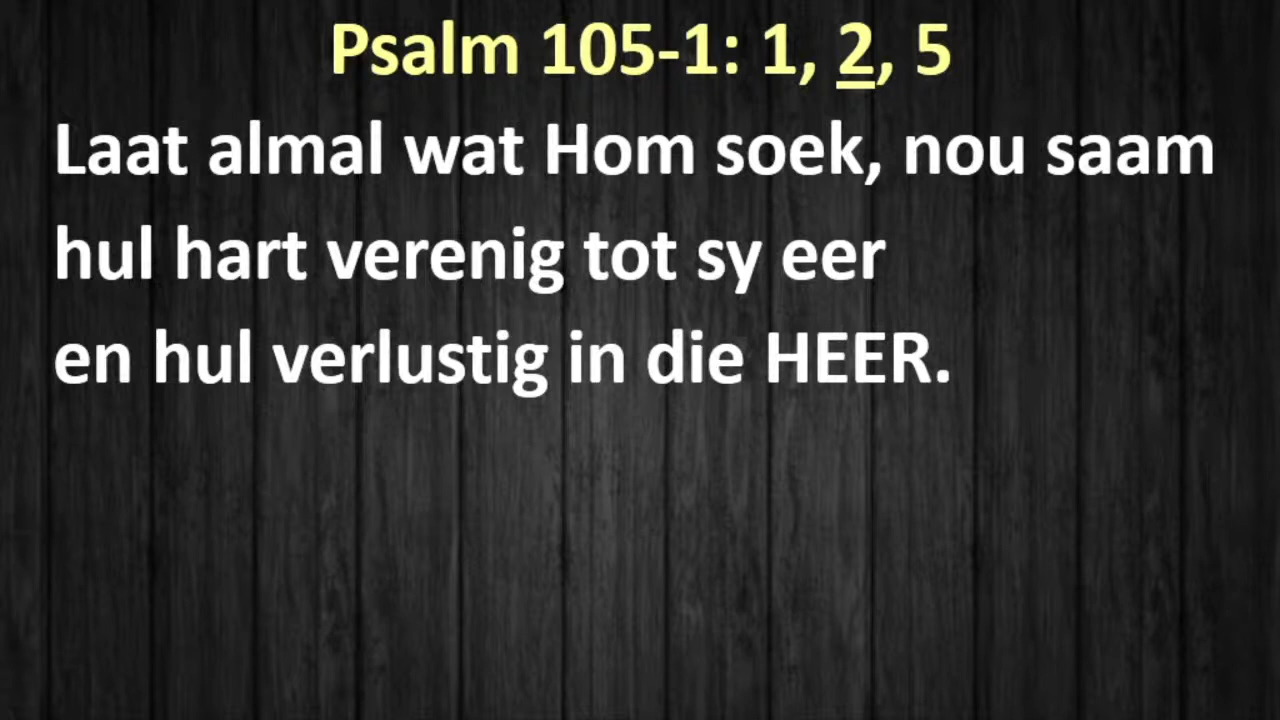 Psalm 105-1: 1, 2, 5
Laat almal wat Hom soek, nou saam
hul hart verenig tot sy eer
en hul verlustig in die HEER.